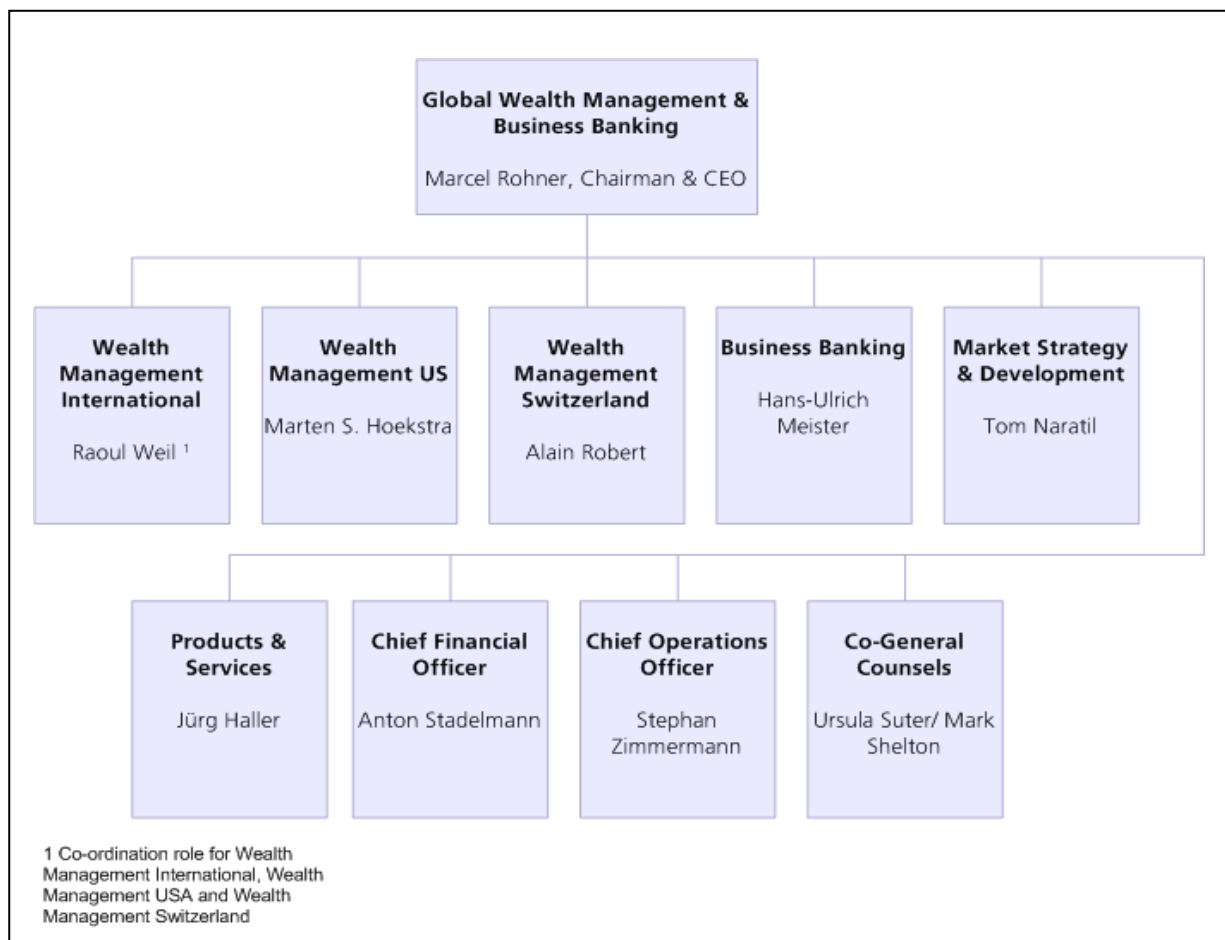 Global Wealth Management &
Business Banking
Marcel Rohner, Chairman & CEO
Wealth
Management
International
Raoul Weil ¹
Wealth
Management US
Marten S. Hoekstra
Wealth
Management
Switzerland
Alain Robert
Business Banking
Hans-Ulrich
Meister
Market Strategy
& Development
Tom Naratil
Products &
Services
Jürg Haller
Chief Financial
Officer
Anton Stadelmann
Chief Operations
Officer
Stephan
Zimmermann
Co-General
Counsels
Ursula Suter/ Mark
Shelton
1 Co-ordination role for Wealth
Management International, Wealth
Management USA and Wealth
Management Switzerland